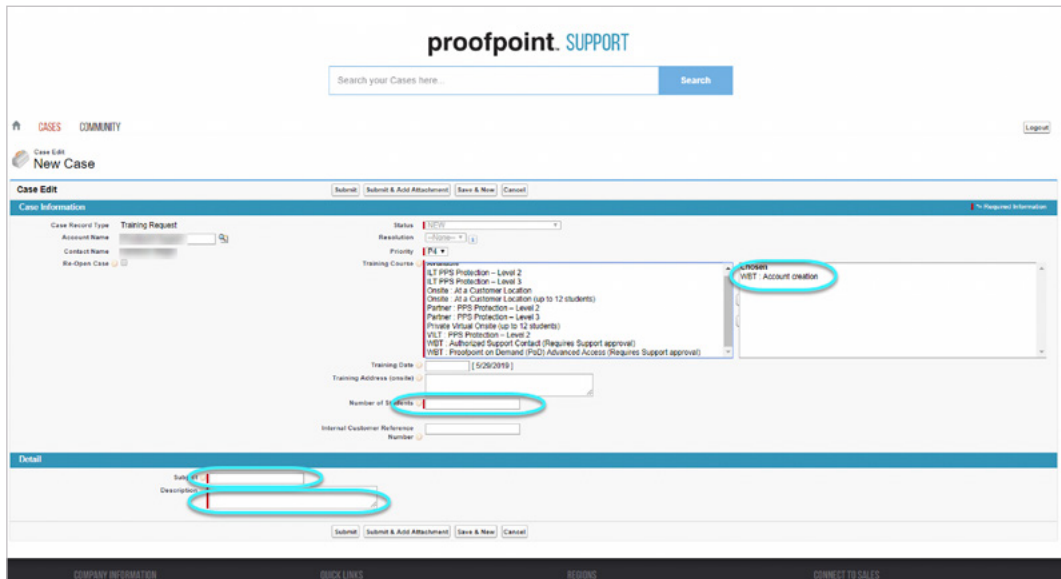 proofpoint. SUPPORT
Search your Cases here...
Search
CASES COMMUNITY
Logout
Case Edit
New Case
Case Edit
Submit Submit & Add Attachment Save & New Cancel
Case Information
= Required Information
Case Record Type Training Request
Status NEW
Account Name
Resolution --None--
Contact Name
Priority P4
Re-Open Case
Training Course
Available
ILT PPS Protection – Level 2
ILT PPS Protection – Level 3
Onsite : At a Customer Location
Onsite : At a Customer Location (up to 12 students)
Partner : PPS Protection – Level 2
Partner : PPS Protection – Level 3
Private Virtual Onsite (up to 12 students)
VILT : PPS Protection – Level 2
WBT : Authorized Support Contact (Requires Support approval)
WBT : Proofpoint on Demand (PoD) Advanced Access (Requires Support approval)
Chosen
WBT : Account creation
Training Date [ 5/29/2019 ]
Training Address (onsite)
Number of Students
Internal Customer Reference
Number
Detail
Subject
Description
Submit Submit & Add Attachment Save & New Cancel
COMPANY INFORMATION QUICK LINKS REGIONS CONNECT TO SALES